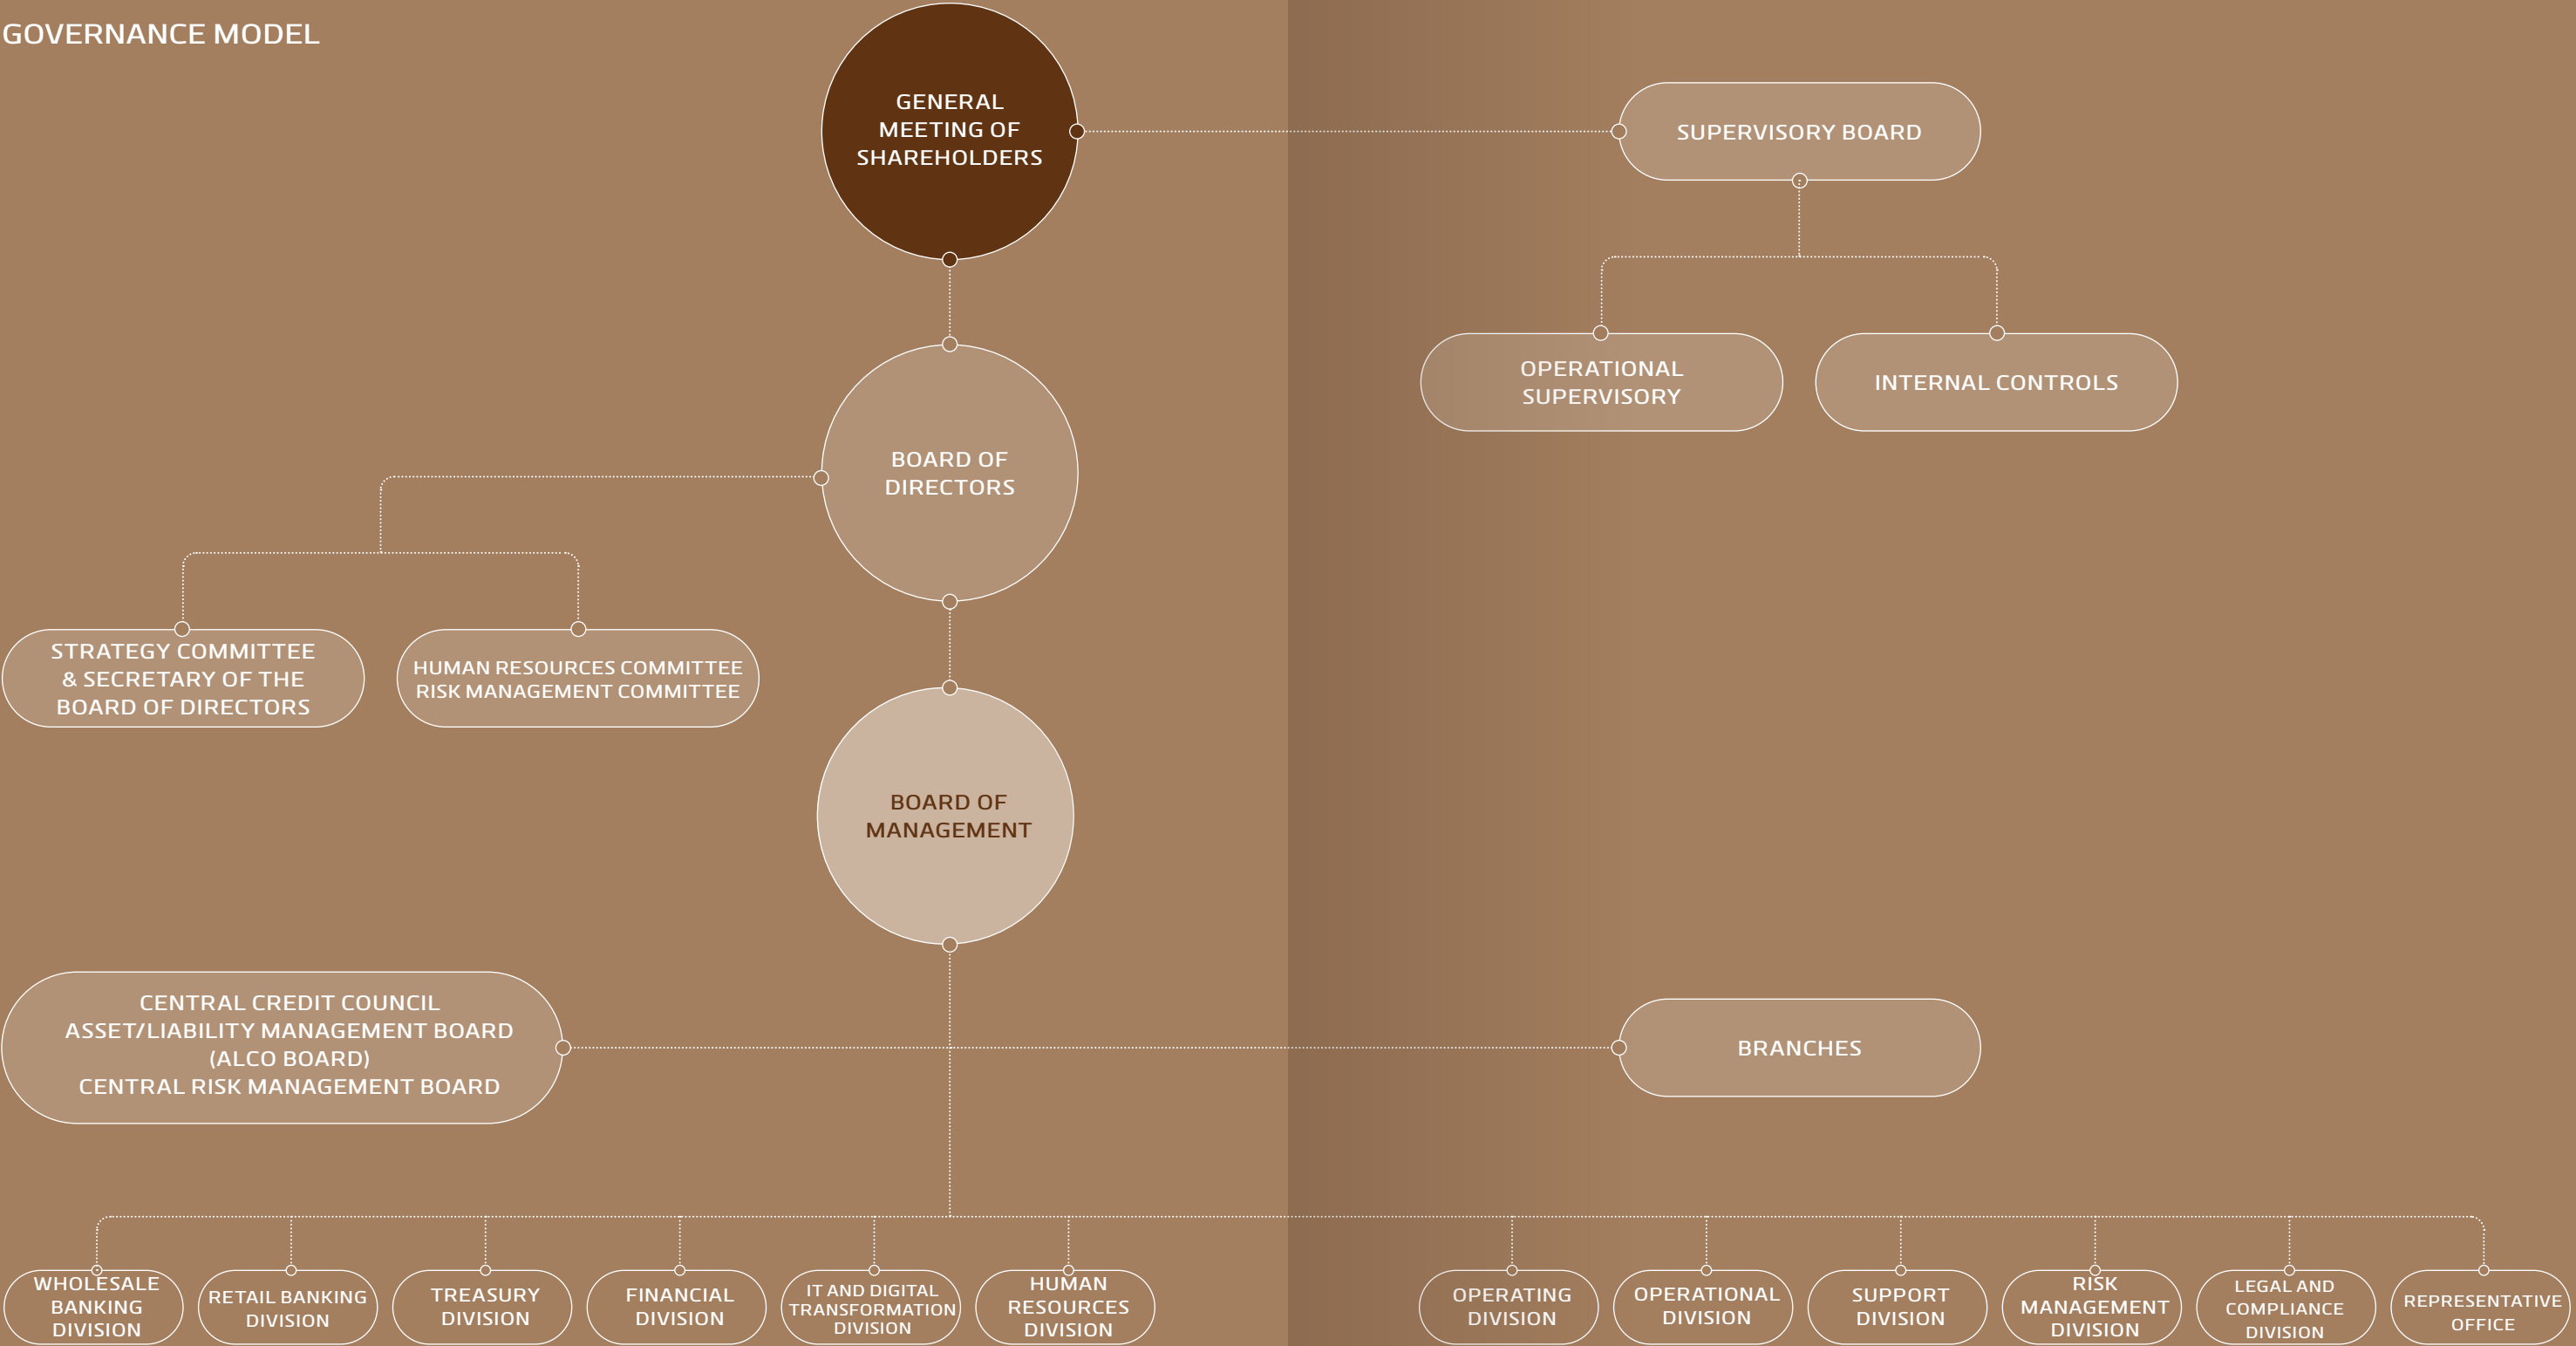 GOVERNANCE MODEL
GENERAL
MEETING OF
SHAREHOLDERS
SUPERVISORY BOARD
OPERATIONAL
SUPERVISORY
INTERNAL CONTROLS
BOARD OF
DIRECTORS
STRATEGY COMMITTEE
& SECRETARY OF THE
BOARD OF DIRECTORS
HUMAN RESOURCES COMMITTEE
RISK MANAGEMENT COMMITTEE
BOARD OF
MANAGEMENT
CENTRAL CREDIT COUNCIL
ASSET/LIABILITY MANAGEMENT BOARD
(ALCO BOARD)
CENTRAL RISK MANAGEMENT BOARD
BRANCHES
WHOLESALE
BANKING
DIVISION
RETAIL BANKING
DIVISION
TREASURY
DIVISION
FINANCIAL
DIVISION
IT AND DIGITAL
TRANSFORMATION
DIVISION
HUMAN
RESOURCES
DIVISION
OPERATING
DIVISION
OPERATIONAL
DIVISION
SUPPORT
DIVISION
RISK
MANAGEMENT
DIVISION
LEGAL AND
COMPLIANCE
DIVISION
REPRESENTATIVE
OFFICE